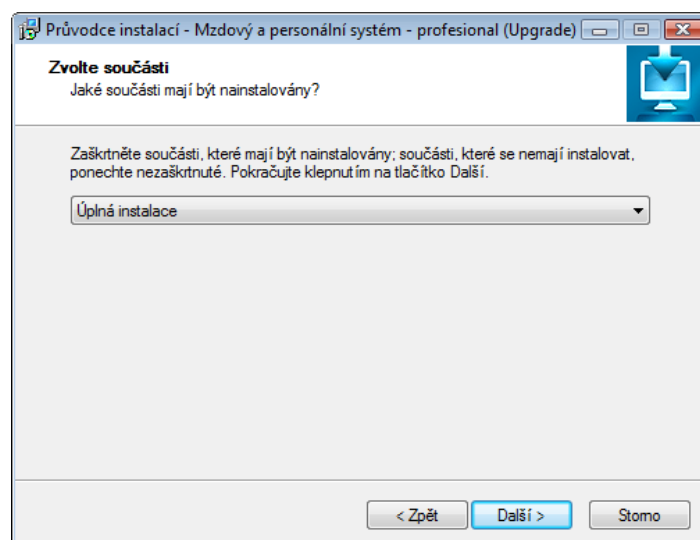 Průvodce instalací - Mzdový a personální systém - profesional (Upgrade)
Zvolte součásti
Jaké součásti mají být nainstalovány?
Zaškrtněte součásti, které mají být nainstalovány; součásti, které se nemají instalovat,
ponechte nezaškrtnuté. Pokračujte klepnutím na tlačítko Další.
Úplná instalace
< Zpět
Další >
Storno